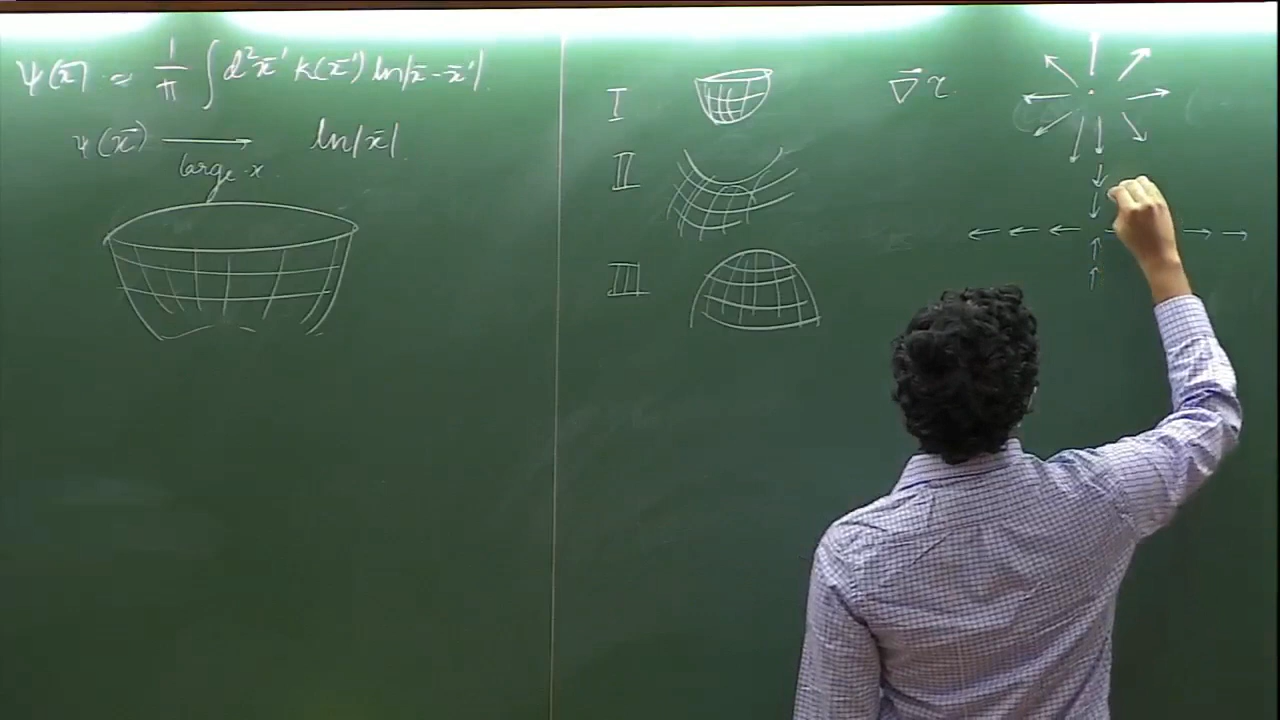 ψ(x̄) ≈ 1/π ∫ d²x̄' K(x̄') ln|x̄ - x̄'|
ψ(x̄) ⟶ ln|x̄|
large x
I
II
III
∇⃗τ